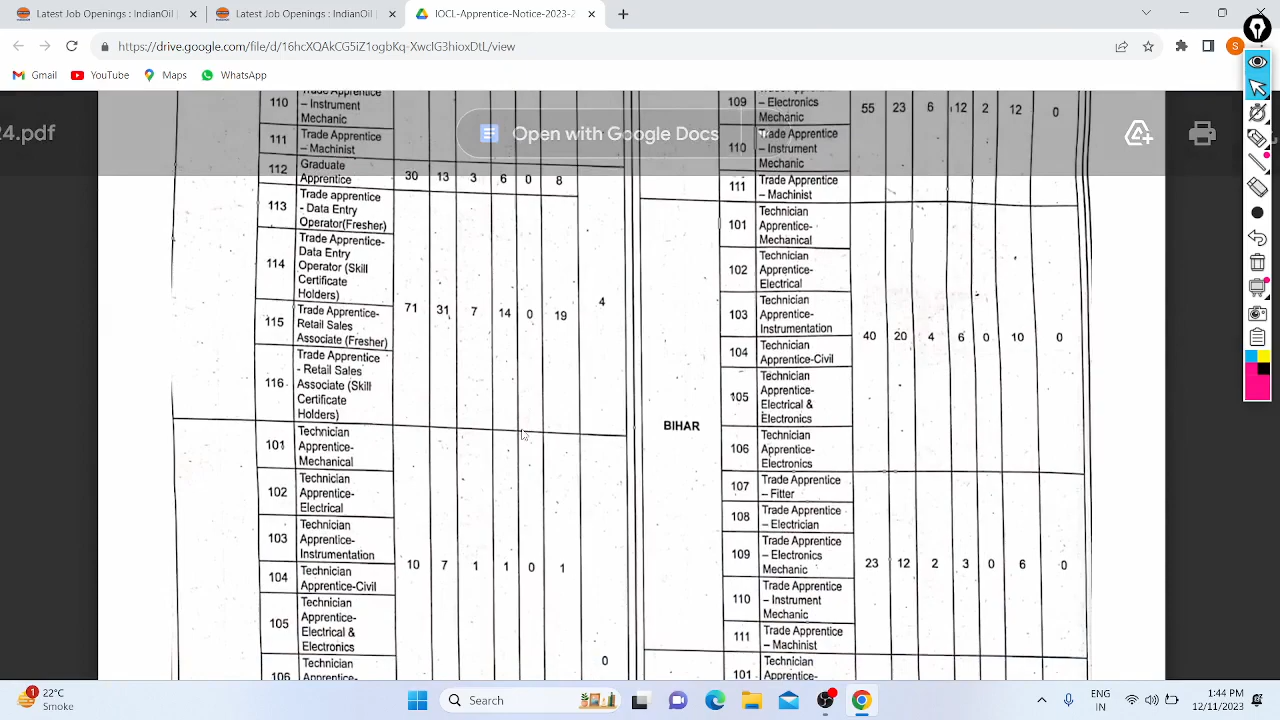 Latest Job Openings : IndianOil
Latest Job Openings : IndianOil
IOCL-Apprentice-Notice-2023-2
https://drive.google.com/file/d/16hcXQAkCG5iZ1ogbKq-XwcIG3hioxDtL/view
S
Gmail
YouTube
Maps
WhatsApp
24.pdf
Open with Google Docs
110
Trade Apprentice
– Instrument
Mechanic
111
Trade Apprentice
– Machinist
112
Graduate
Apprentice
30 13 3 6 0 8
113
Trade apprentice
- Data Entry
Operator(Fresher)
114
Trade Apprentice-
Data Entry
Operator (Skill
Certificate
Holders)
115
Trade Apprentice-
Retail Sales
Associate (Fresher)
71 31 7 14 0 19
4
116
Trade Apprentice
- Retail Sales
Associate (Skill
Certificate
Holders)
101
Technician
Apprentice-
Mechanical
102
Technician
Apprentice-
Electrical
103
Technician
Apprentice-
Instrumentation
104
Technician
Apprentice-Civil
10 7 1 1 0 1
105
Technician
Apprentice-
Electrical &
Electronics
106
Technician
Apprentice-
0
109
Trade Apprentice
– Electronics
Mechanic
55 23 6 12 2 12 0
110
Trade Apprentice
– Instrument
Mechanic
111
Trade Apprentice
– Machinist
BIHAR
101
Technician
Apprentice-
Mechanical
102
Technician
Apprentice-
Electrical
103
Technician
Apprentice-
Instrumentation
40 20 4 6 0 10 0
104
Technician
Apprentice-Civil
105
Technician
Apprentice-
Electrical &
Electronics
106
Technician
Apprentice-
Electronics
107
Trade Apprentice
– Fitter
108
Trade Apprentice
– Electrician
109
Trade Apprentice
– Electronics
Mechanic
23 12 2 3 0 6 0
110
Trade Apprentice
– Instrument
Mechanic
111
Trade Apprentice
– Machinist
101
Technician
Apprentice-
1
22°C
Smoke
Search
ENG
IN
1:44 PM
12/11/2023